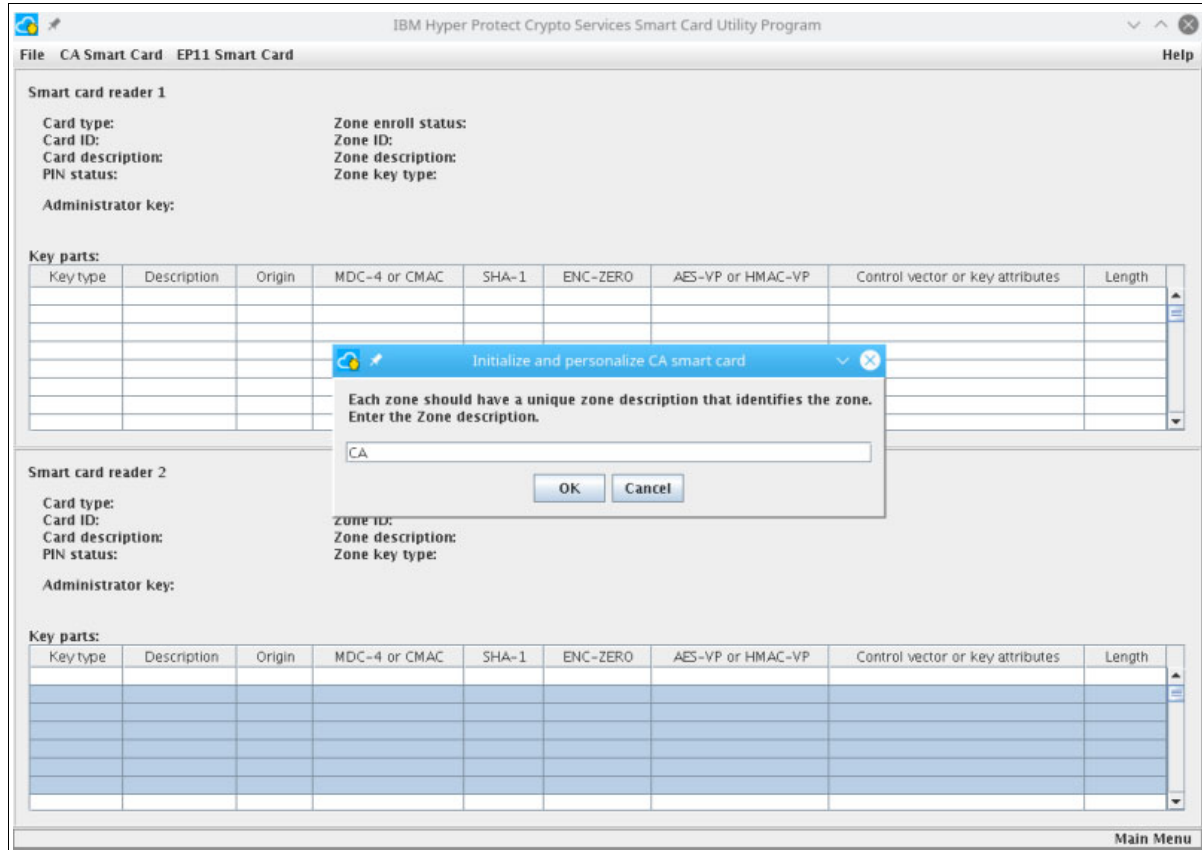 IBM Hyper Protect Crypto Services Smart Card Utility Program
File CA Smart Card EP11 Smart Card Help
Smart card reader 1
Card type: Zone enroll status:
Card ID: Zone ID:
Card description: Zone description:
PIN status: Zone key type:
Administrator key:
Key parts:
Key type Description Origin MDC-4 or CMAC SHA-1 ENC-ZERO AES-VP or HMAC-VP Control vector or key attributes Length
Initialize and personalize CA smart card
Each zone should have a unique zone description that identifies the zone.
Enter the Zone description.
CA
OK Cancel
Smart card reader 2
Card type:
Card ID: Zone ID:
Card description: Zone description:
PIN status: Zone key type:
Administrator key:
Key parts:
Key type Description Origin MDC-4 or CMAC SHA-1 ENC-ZERO AES-VP or HMAC-VP Control vector or key attributes Length
Main Menu